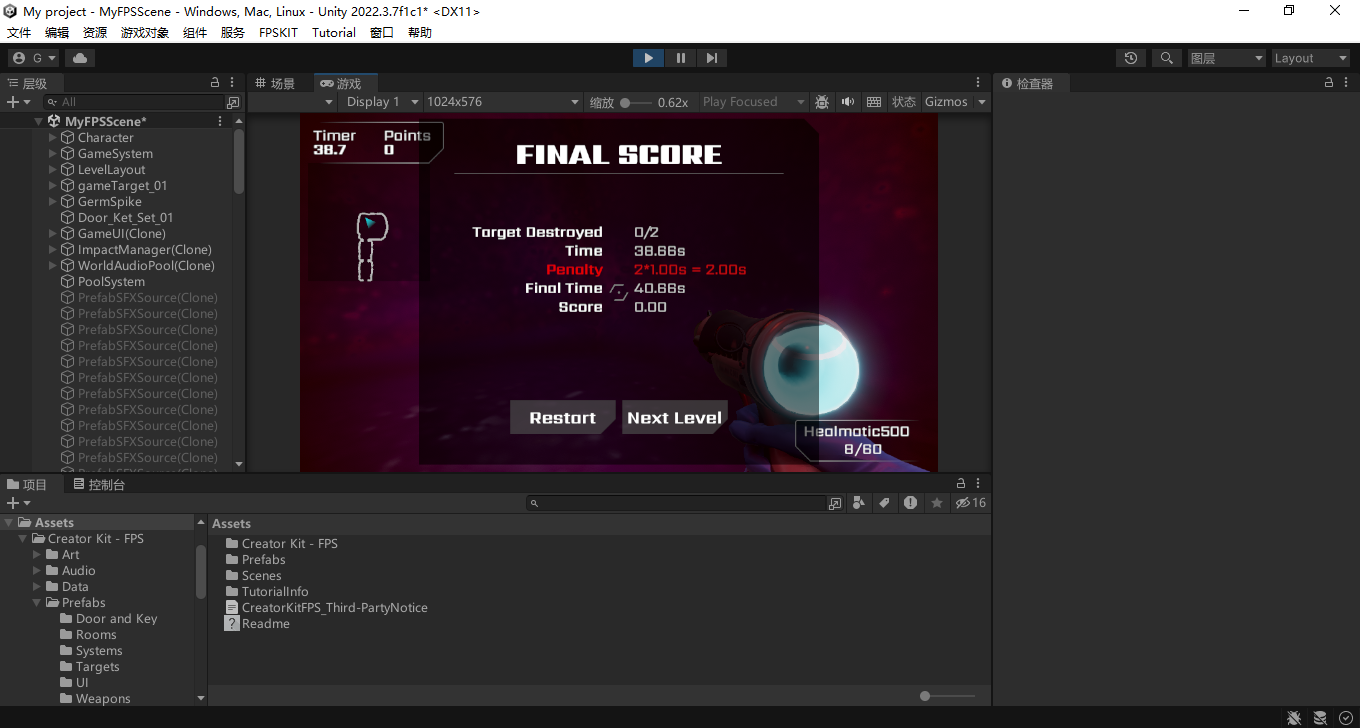 My project - MyFPSScene - Windows, Mac, Linux - Unity 2022.3.7f1c1* <DX11>
文件 编辑 资源 游戏对象 组件 服务 FPSKIT Tutorial 窗口 帮助
G
图层
Layout
层级
All
MyFPSScene*
Character
GameSystem
LevelLayout
gameTarget_01
GermSpike
Door_Ket_Set_01
GameUI(Clone)
ImpactManager(Clone)
WorldAudioPool(Clone)
PoolSystem
PrefabSFXSource(Clone)
PrefabSFXSource(Clone)
PrefabSFXSource(Clone)
PrefabSFXSource(Clone)
PrefabSFXSource(Clone)
PrefabSFXSource(Clone)
PrefabSFXSource(Clone)
PrefabSFXSource(Clone)
PrefabSFXSource(Clone)
PrefabSFXSource(Clone)
PrefabSFXSource(Clone)
场景 游戏
Display 1 1024x576 缩放 0.62x Play Focused 状态 Gizmos
Timer Points
38.7 0
FINAL SCORE
Target Destroyed 0/2
Time 38.66s
Penalty 2*1.00s = 2.00s
Final Time 40.66s
Score 0.00
Restart Next Level
Healmatic500
8/60
检查器
项目 控制台
16
Assets
Creator Kit - FPS
Art
Audio
Data
Prefabs
Door and Key
Rooms
Systems
Targets
UI
Weapons
Assets
Creator Kit - FPS
Prefabs
Scenes
TutorialInfo
CreatorKitFPS_Third-PartyNotice
Readme